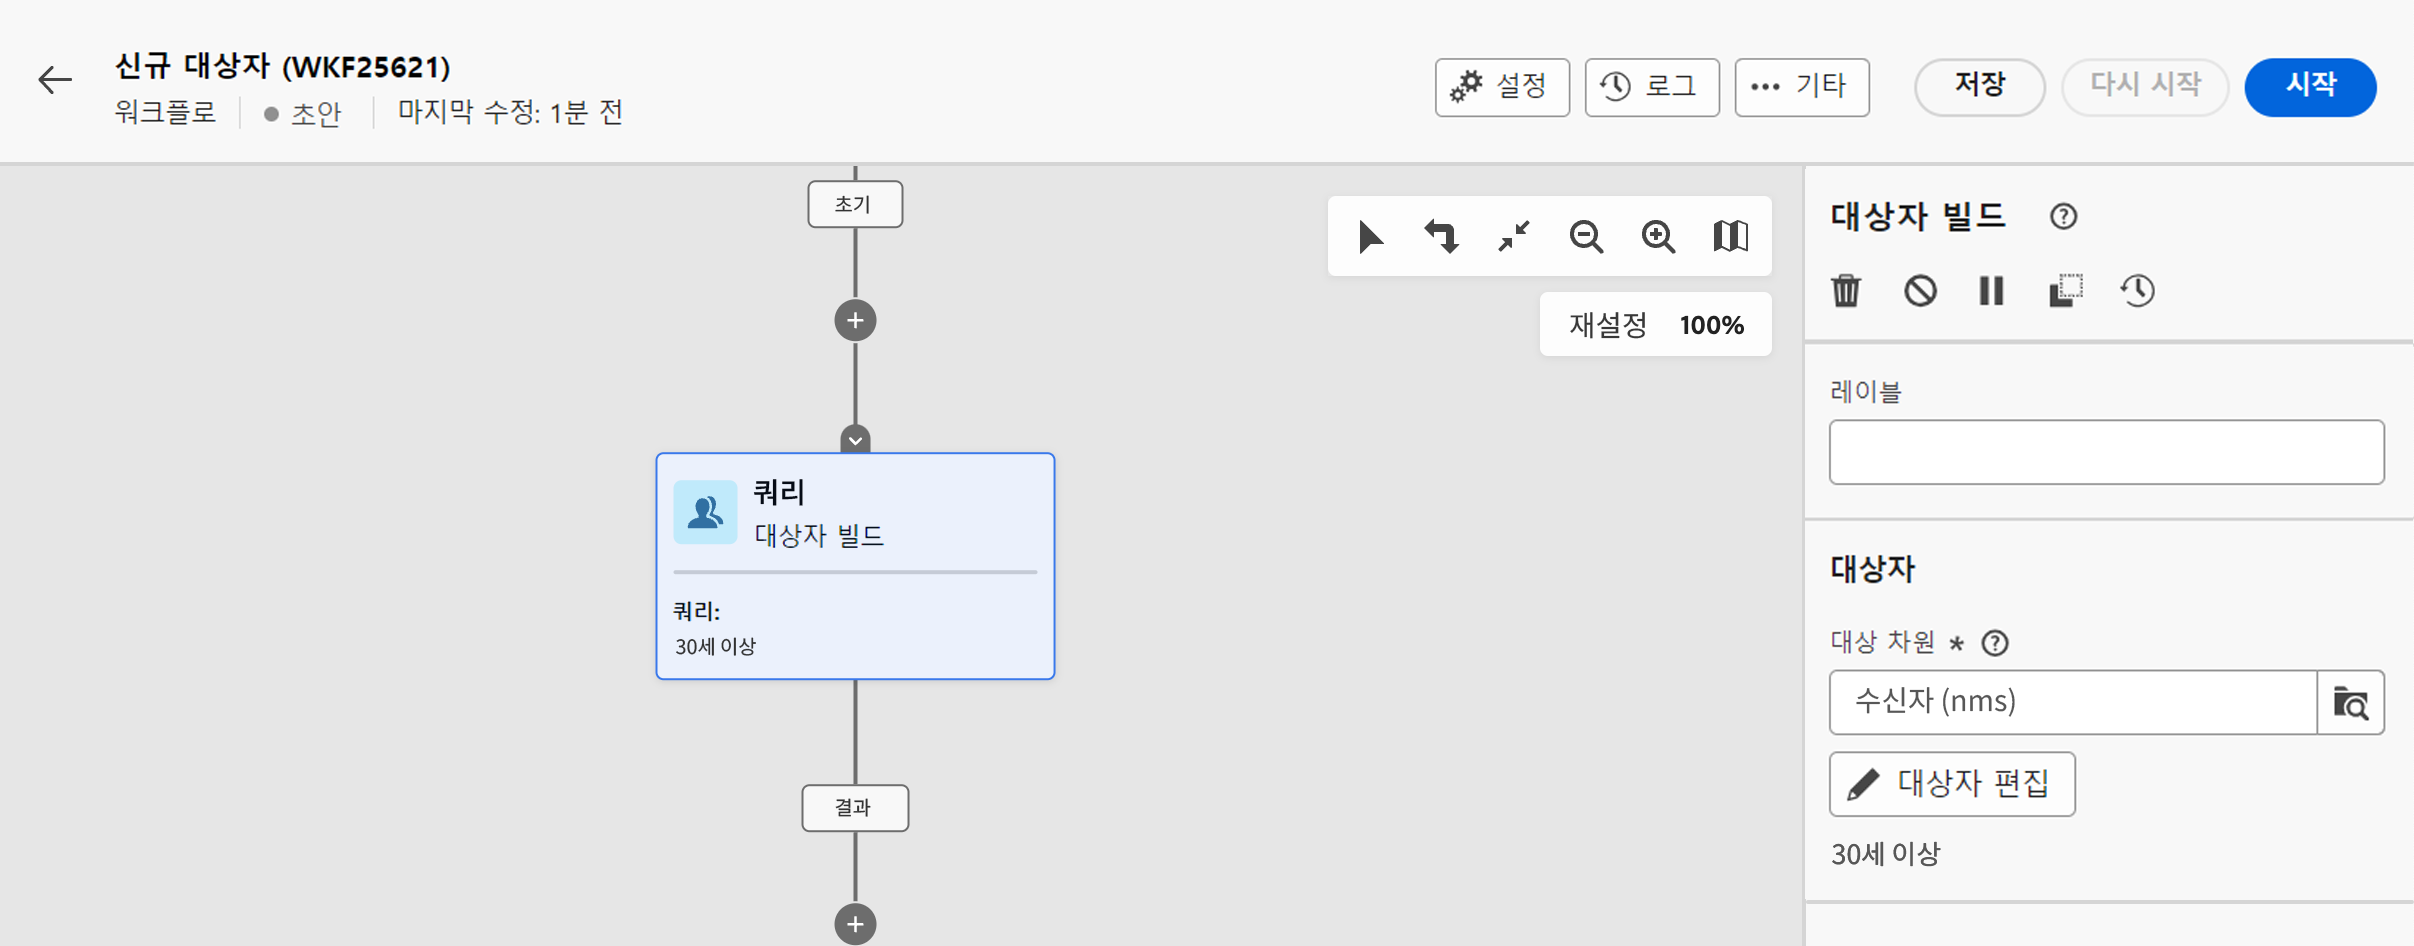 신규 대상자 (WKF25621)
워크플로
초안
마지막 수정: 1분 전
설정
로그
기타
저장
다시 시작
시작
초기
재설정 100%
쿼리
대상자 빌드
쿼리:
30세 이상
결과
대상자 빌드
레이블
대상자
대상 차원 *
수신자 (nms)
대상자 편집
30세 이상